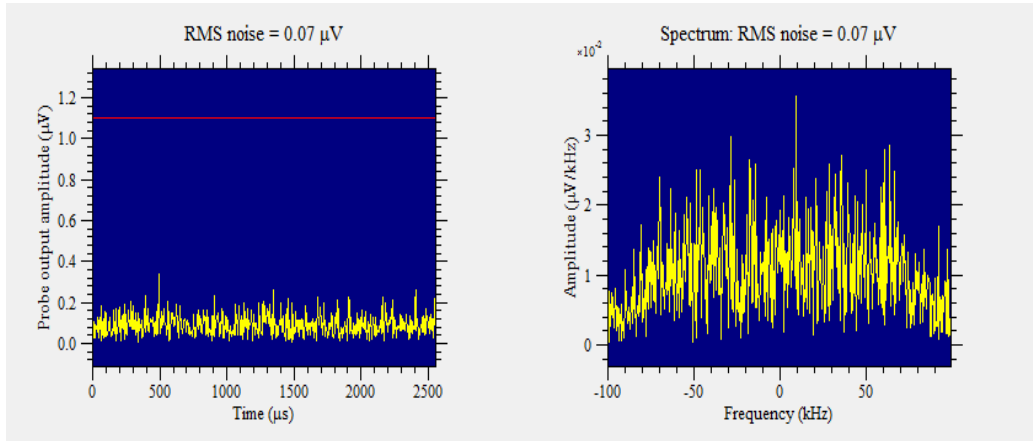 RMS noise = 0.07 µV
Probe output amplitude (µV)
1.2
1.0
0.8
0.6
0.4
0.2
0.0
0 500 1000 1500 2000 2500
Time (µs)
Spectrum: RMS noise = 0.07 µV
×10⁻²
Amplitude (µV/kHz)
3
2
1
0
-100 -50 0 50
Frequency (kHz)